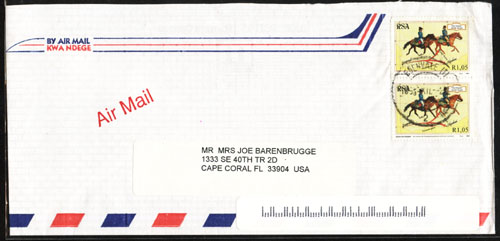 BY AIR MAIL
KWA NDEGE
RSA
R1,05
RSA
R1,05
Air Mail
MR MRS JOE BARENBRUGGE
1333 SE 40TH TR 2D
CAPE CORAL FL 33904 USA